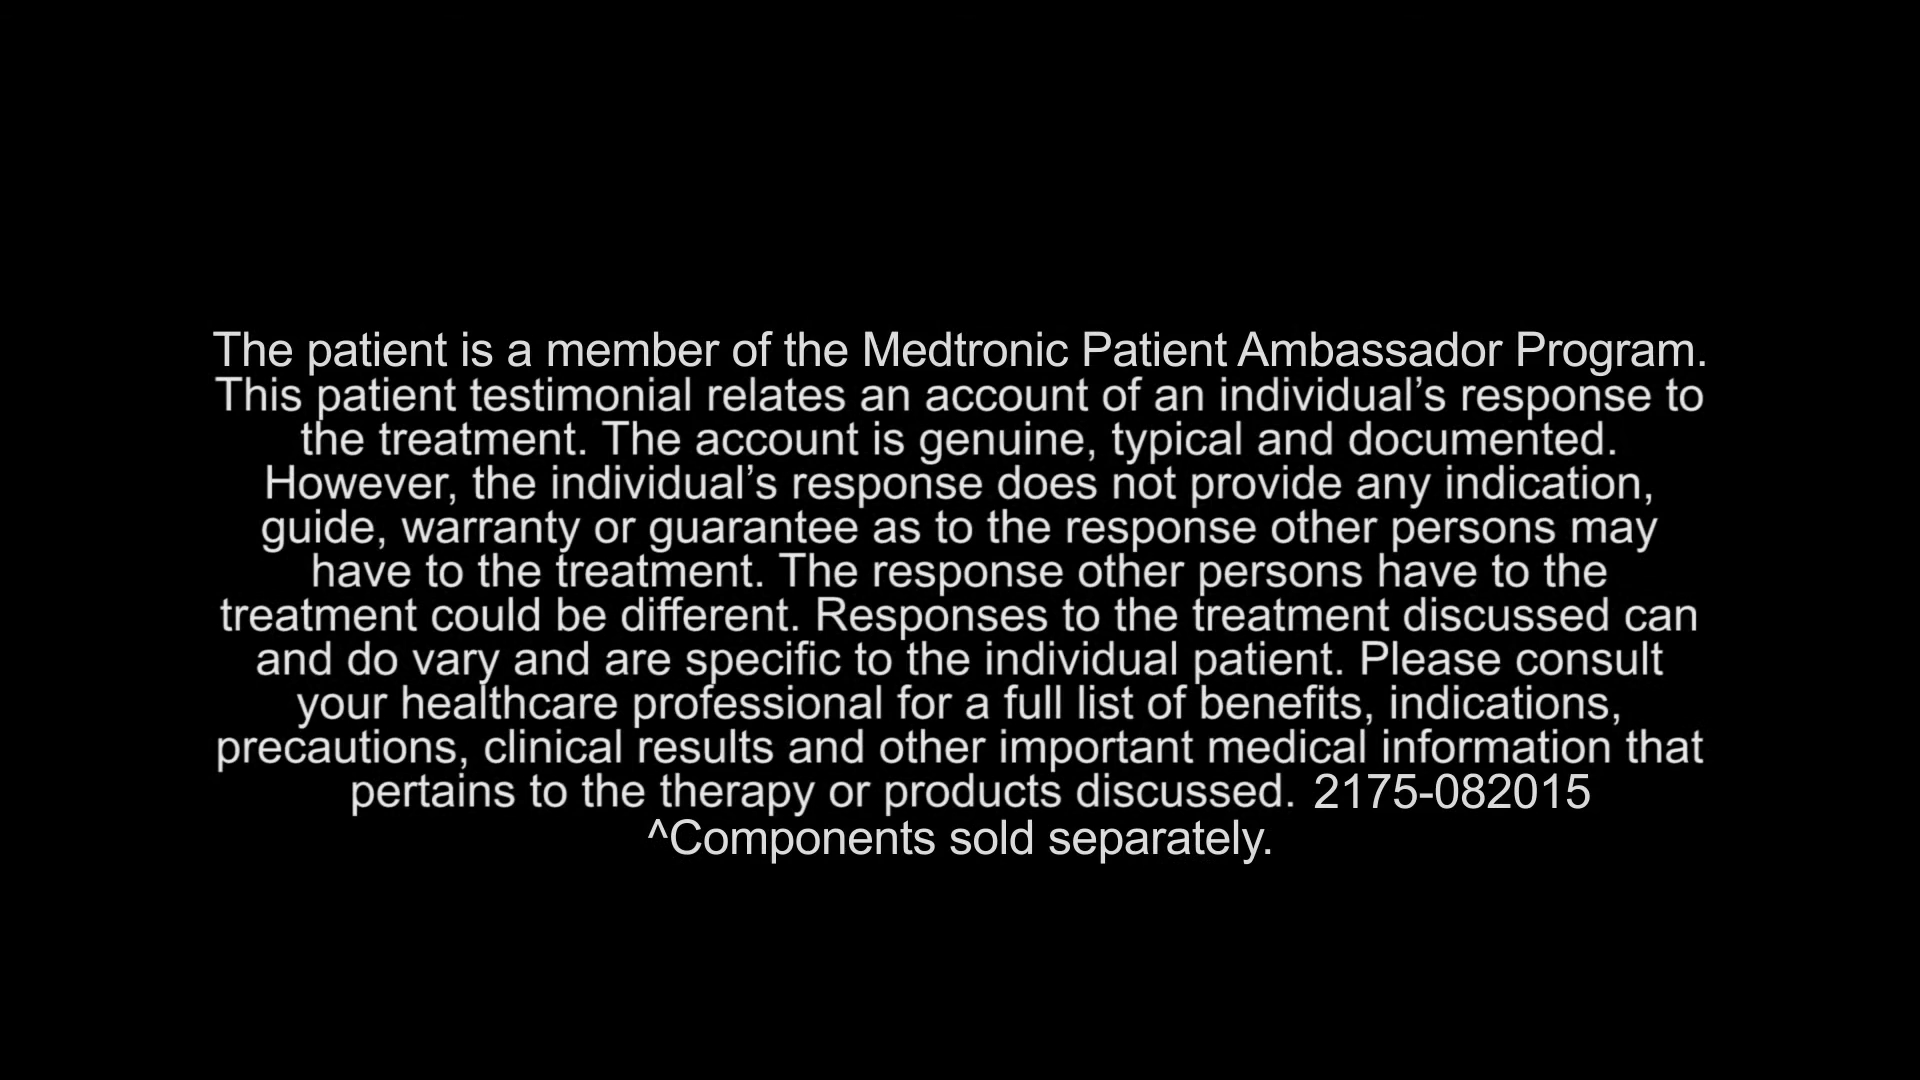 The patient is a member of the Medtronic Patient Ambassador Program.
This patient testimonial relates an account of an individual’s response to
the treatment. The account is genuine, typical and documented.
However, the individual’s response does not provide any indication,
guide, warranty or guarantee as to the response other persons may
have to the treatment. The response other persons have to the
treatment could be different. Responses to the treatment discussed can
and do vary and are specific to the individual patient. Please consult
your healthcare professional for a full list of benefits, indications,
precautions, clinical results and other important medical information that
pertains to the therapy or products discussed. 2175-082015
^Components sold separately.